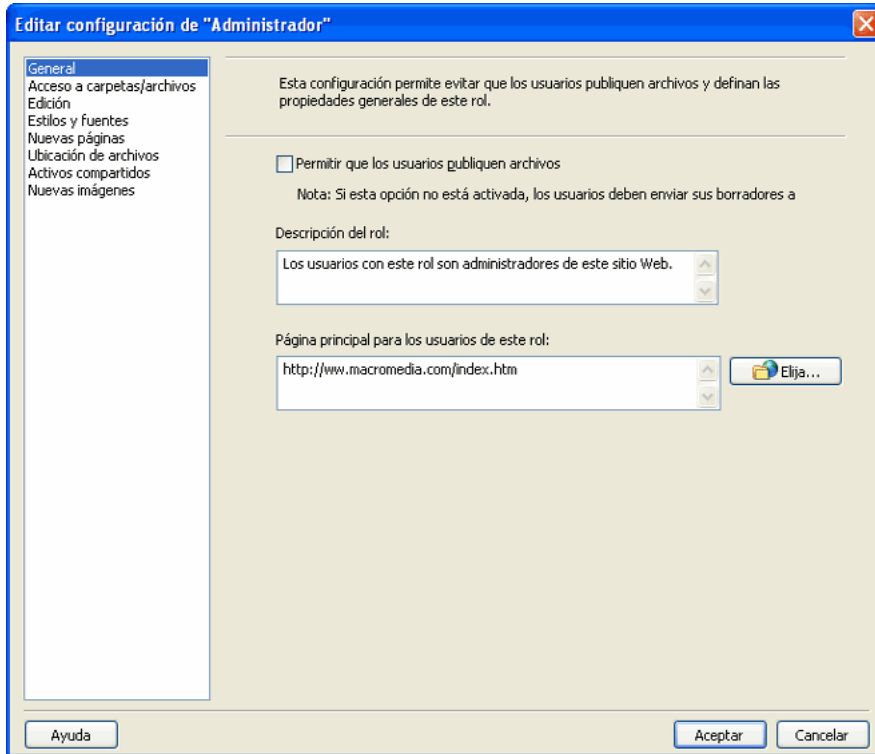 Editar configuración de "Administrador"
General
Acceso a carpetas/archivos
Edición
Estilos y fuentes
Nuevas páginas
Ubicación de archivos
Activos compartidos
Nuevas imágenes
Esta configuración permite evitar que los usuarios publiquen archivos y definan las
propiedades generales de este rol.
Permitir que los usuarios publiquen archivos
Nota: Si esta opción no está activada, los usuarios deben enviar sus borradores a
Descripción del rol:
Los usuarios con este rol son administradores de este sitio Web.
Página principal para los usuarios de este rol:
http://ww.macromedia.com/index.htm
Elija...
Ayuda
Aceptar
Cancelar